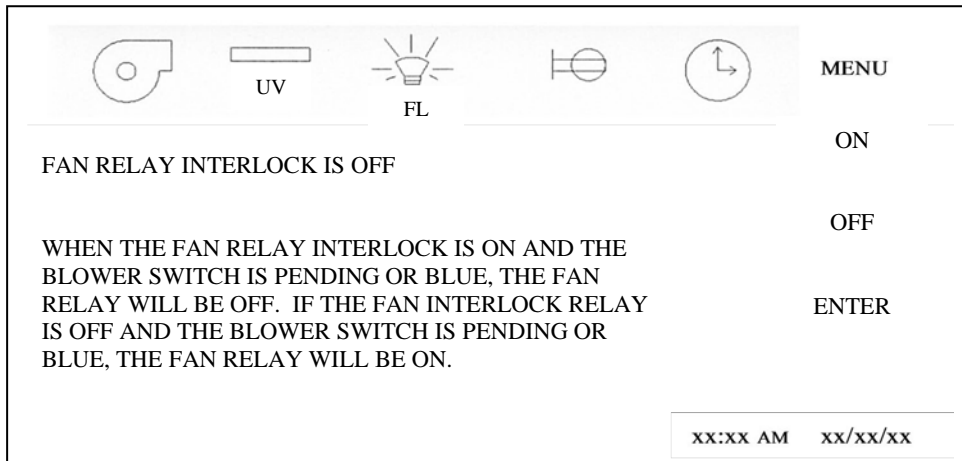 UV
FL
MENU
ON
FAN RELAY INTERLOCK IS OFF
OFF
WHEN THE FAN RELAY INTERLOCK IS ON AND THE
BLOWER SWITCH IS PENDING OR BLUE, THE FAN
RELAY WILL BE OFF. IF THE FAN INTERLOCK RELAY
IS OFF AND THE BLOWER SWITCH IS PENDING OR
BLUE, THE FAN RELAY WILL BE ON.
ENTER
xx:xx AM xx/xx/xx